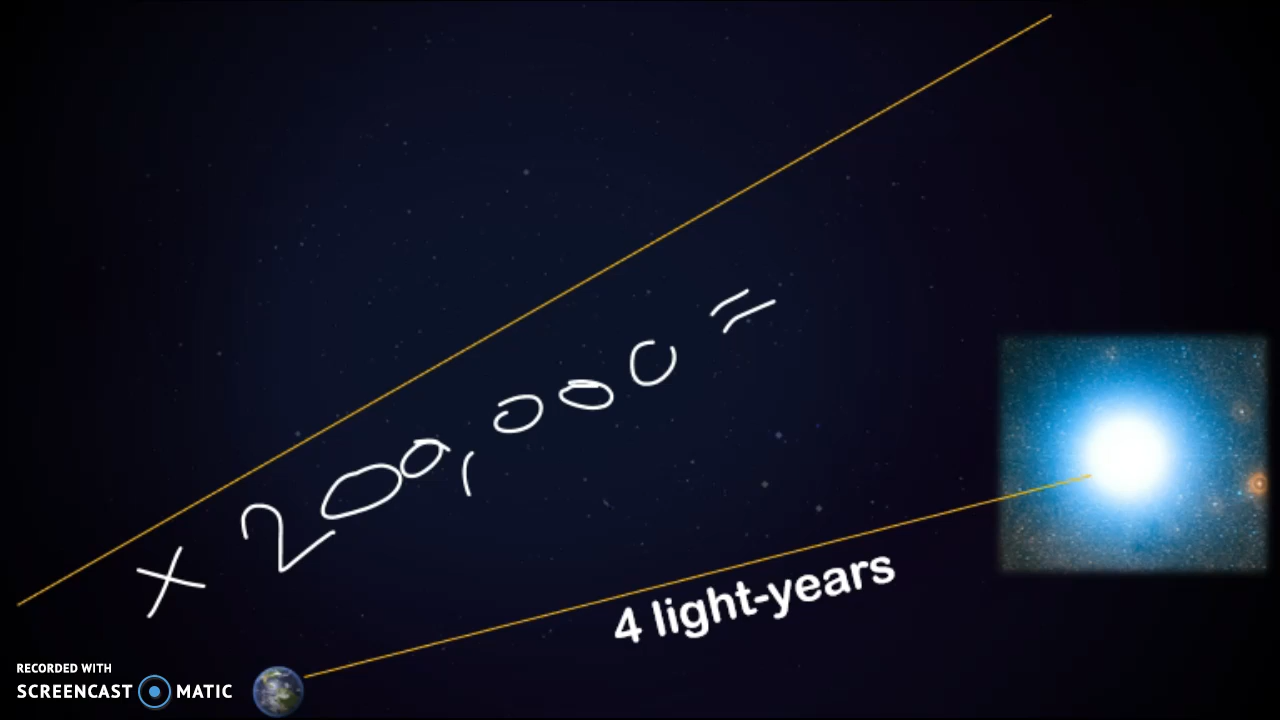 x 200,000 =
4 light-years
RECORDED WITH
SCREENCAST MATIC